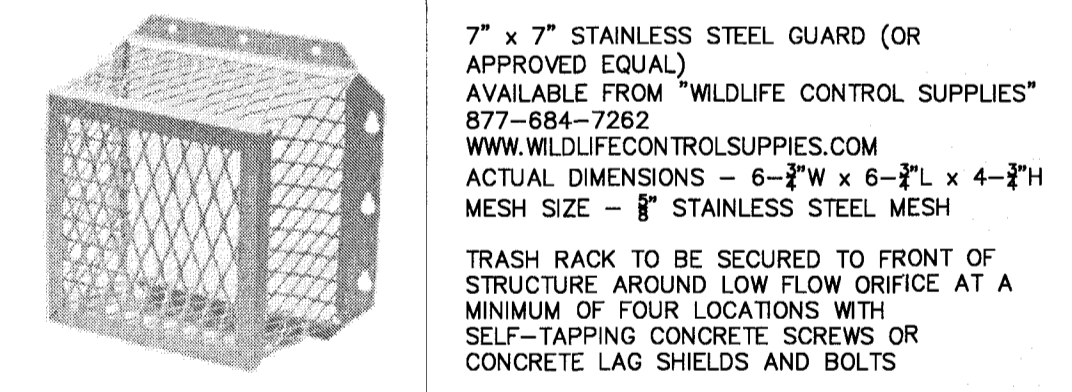 7" x 7" STAINLESS STEEL GUARD (OR
APPROVED EQUAL)
AVAILABLE FROM "WILDLIFE CONTROL SUPPLIES"
877-684-7262
WWW.WILDLIFECONTROLSUPPIES.COM
ACTUAL DIMENSIONS - 6-3/4"W x 6-3/4"L x 4-3/4"H
MESH SIZE - 5/8" STAINLESS STEEL MESH
TRASH RACK TO BE SECURED TO FRONT OF
STRUCTURE AROUND LOW FLOW ORIFICE AT A
MINIMUM OF FOUR LOCATIONS WITH
SELF-TAPPING CONCRETE SCREWS OR
CONCRETE LAG SHIELDS AND BOLTS